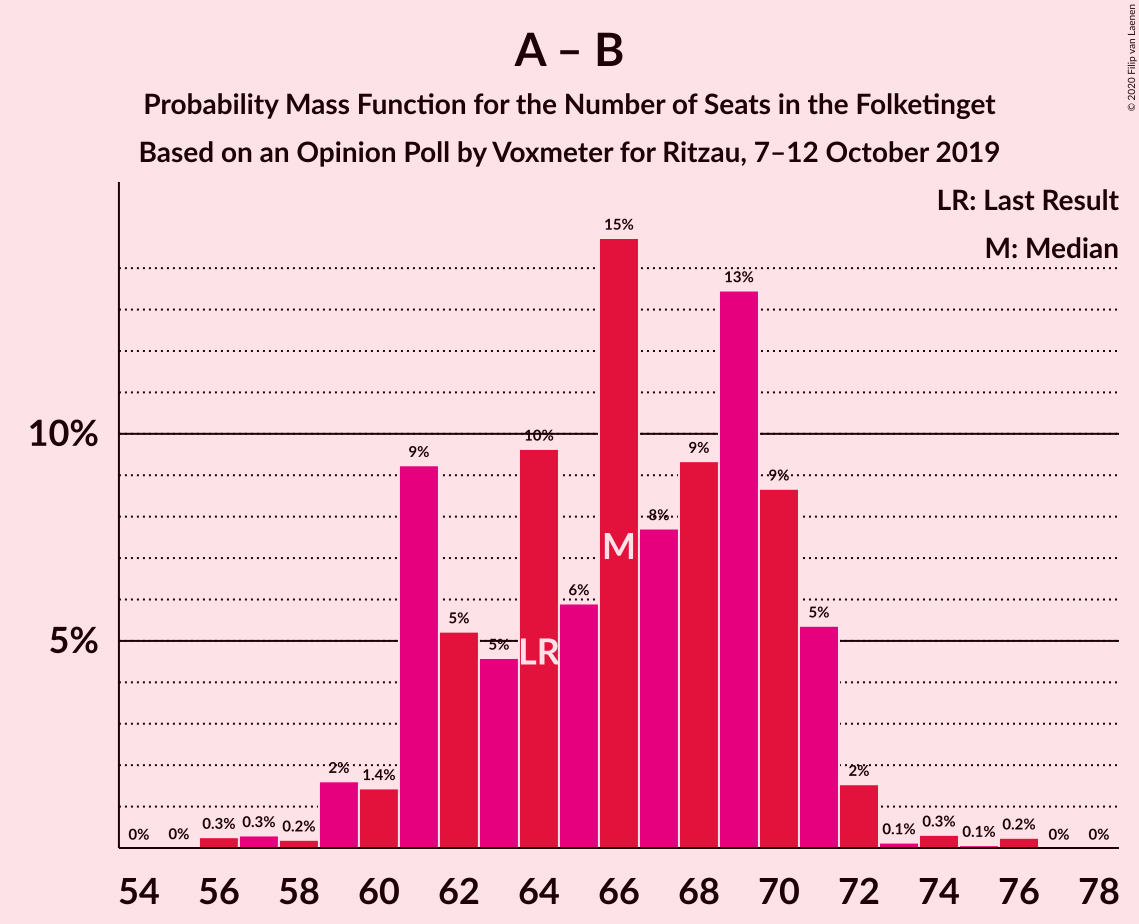 A – B
Probability Mass Function for the Number of Seats in the Folketinget
Based on an Opinion Poll by Voxmeter for Ritzau, 7–12 October 2019
© 2020 Filip van Laenen
LR: Last Result
M: Median
10%
5%
0% 0% 0.3% 0.3% 0.2% 2% 1.4% 9% 5% 5% 10% 6% 15% 8% 9% 13% 9% 5% 2% 0.1% 0.3% 0.1% 0.2% 0% 0%
M
LR
54 56 58 60 62 64 66 68 70 72 74 76 78